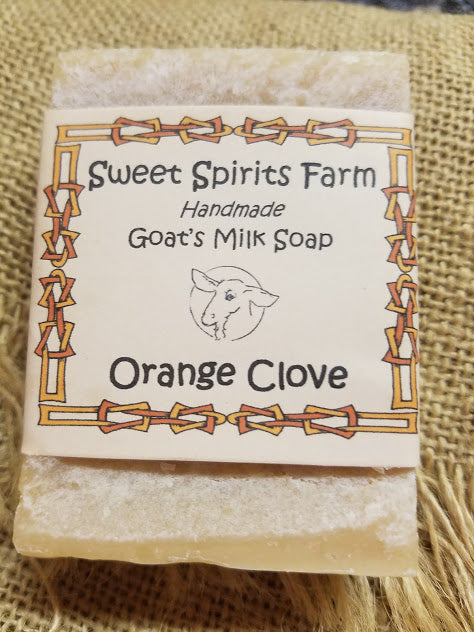 Sweet Spirits Farm
Handmade
Goat's Milk Soap
Orange Clove